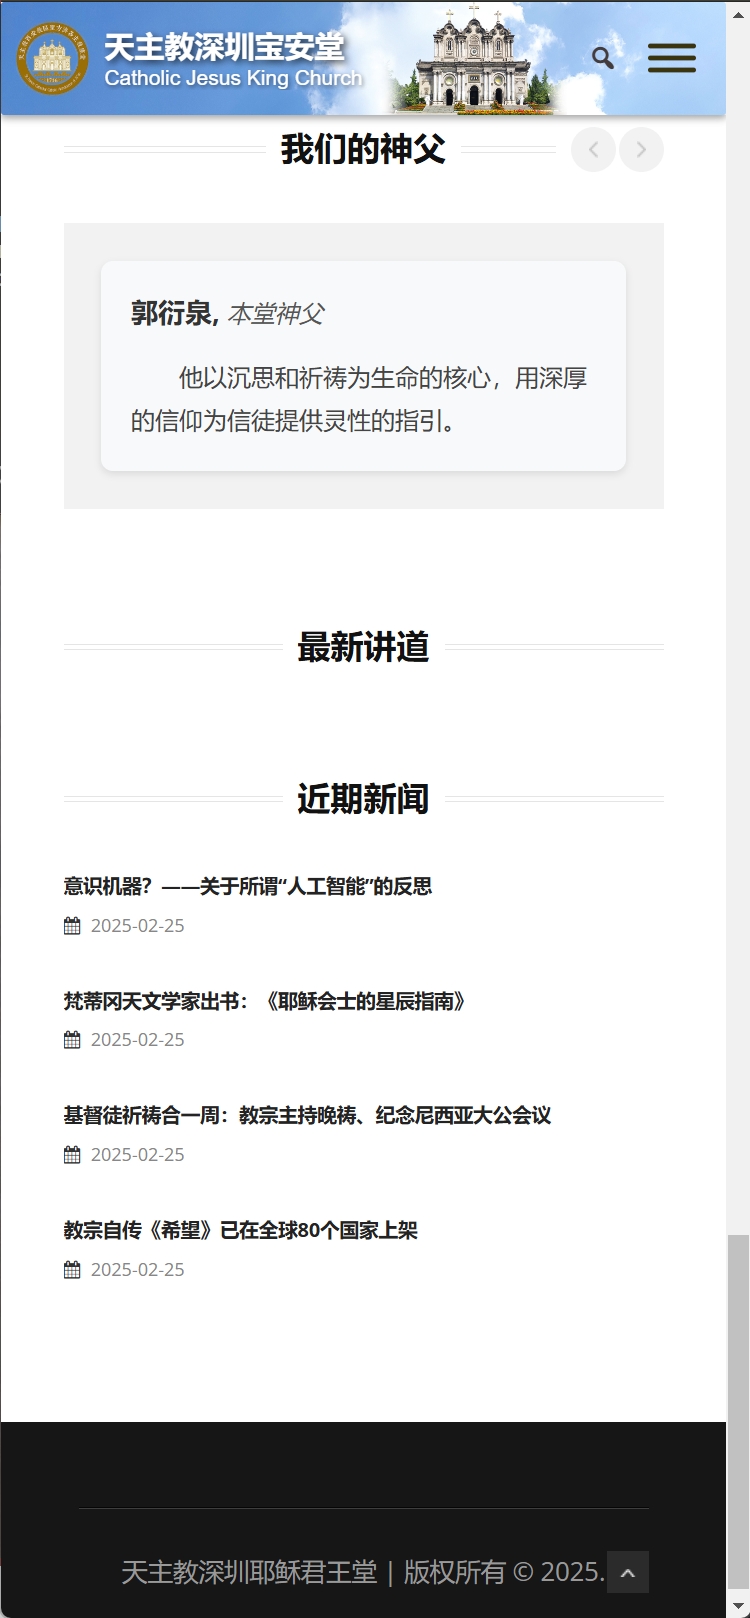 天主教深圳宝安堂
Catholic Jesus King Church
我们的神父
郭衍泉, 本堂神父
他以沉思和祈祷为生命的核心，用深厚
的信仰为信徒提供灵性的指引。
最新讲道
近期新闻
意识机器？——关于所谓“人工智能”的反思
2025-02-25
梵蒂冈天文学家出书：《耶稣会士的星辰指南》
2025-02-25
基督徒祈祷合一周：教宗主持晚祷、纪念尼西亚大公会议
2025-02-25
教宗自传《希望》已在全球80个国家上架
2025-02-25
天主教深圳耶稣君王堂 | 版权所有 © 2025.